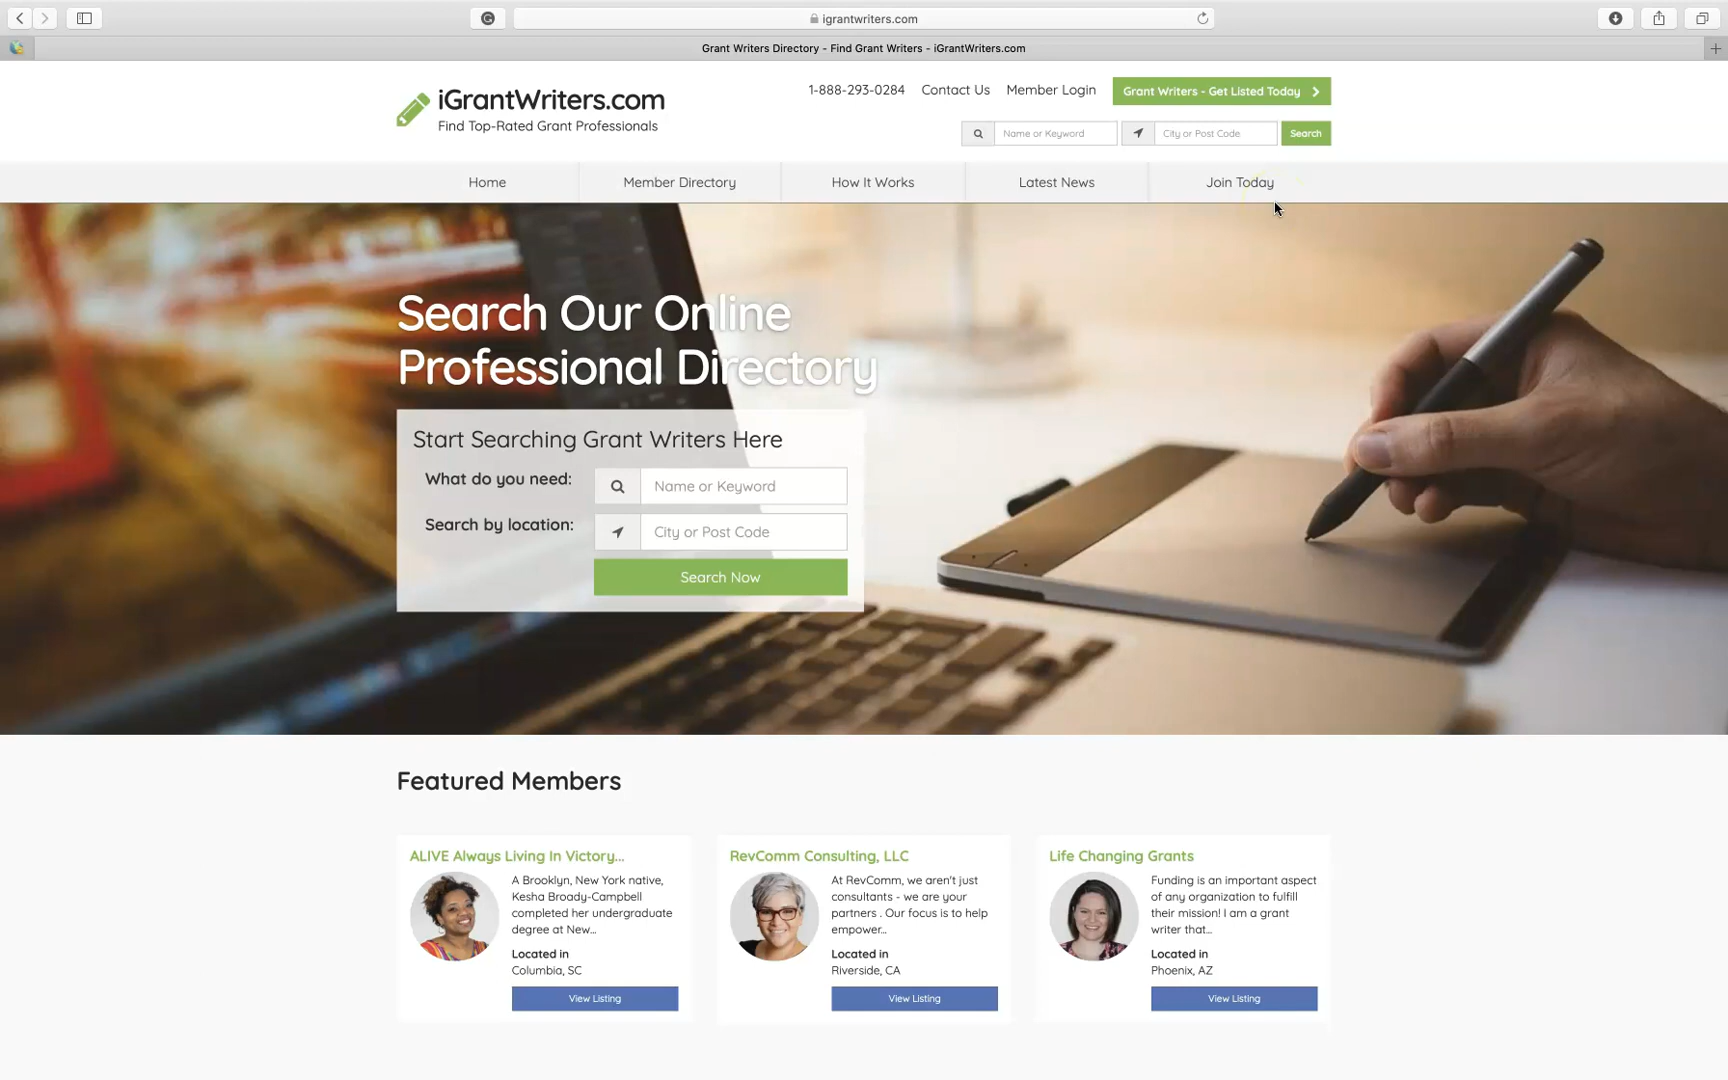 igrantwriters.com
Grant Writers Directory - Find Grant Writers - iGrantWriters.com
iGrantWriters.com
Find Top-Rated Grant Professionals
1-888-293-0284 Contact Us Member Login Grant Writers - Get Listed Today
Name or Keyword City or Post Code Search
Home Member Directory How It Works Latest News Join Today
Search Our Online
Professional Directory
Start Searching Grant Writers Here
What do you need: Name or Keyword
Search by location: City or Post Code
Search Now
Featured Members
ALIVE Always Living In Victory...
A Brooklyn, New York native,
Kesha Broady-Campbell
completed her undergraduate
degree at New...
Located in
Columbia, SC
View Listing
RevComm Consulting, LLC
At RevComm, we aren't just
consultants - we are your
partners . Our focus is to help
empower...
Located in
Riverside, CA
View Listing
Life Changing Grants
Funding is an important aspect
of any organization to fulfill
their mission! I am a grant
writer that...
Located in
Phoenix, AZ
View Listing